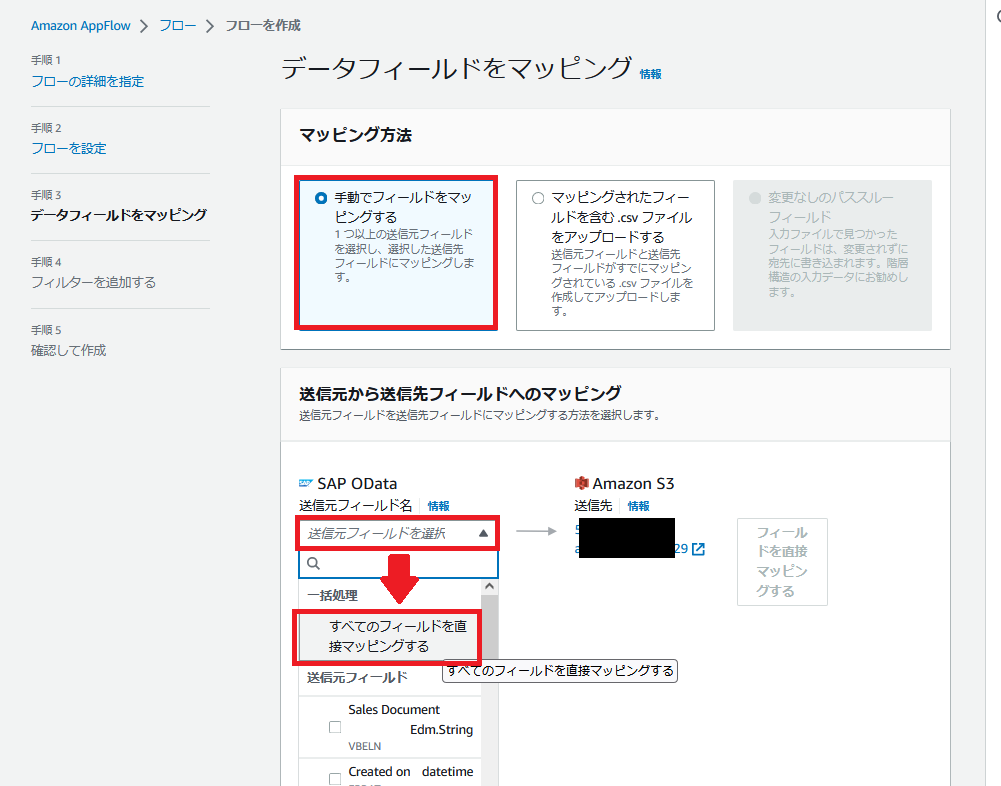 Amazon AppFlow > フロー > フローを作成
手順 1
フローの詳細を指定
手順 2
フローを設定
手順 3
データフィールドをマッピング
手順 4
フィルターを追加する
手順 5
確認して作成
データフィールドをマッピング 情報
マッピング方法
手動でフィールドをマッ
ピングする
1 つ以上の送信元フィールド
を選択し、選択した送信先
フィールドにマッピングしま
す。
マッピングされたフィー
ルドを含む .csv ファイル
をアップロードする
送信元フィールドと送信先
フィールドがすでにマッピン
グされている .csv ファイルを
作成してアップロードしま
す。
変更なしのパススルー
フィールド
入力ファイルで見つかった
フィールドは、変更されずに
宛先に書き込まれます。階層
構造の入力データにお勧めし
ます。
送信元から送信先フィールドへのマッピング
送信元フィールドを送信先フィールドにマッピングする方法を選択します。
SAP SAP OData
送信元フィールド名 情報
送信元フィールドを選択
一括処理
すべてのフィールドを直
接マッピングする
送信元フィールド
Sales Document
Edm.String
VBELN
Created on datetime
Amazon S3
送信先 情報
29
フィール
ドを直接
マッピン
グする
すべてのフィールドを直接マッピングする